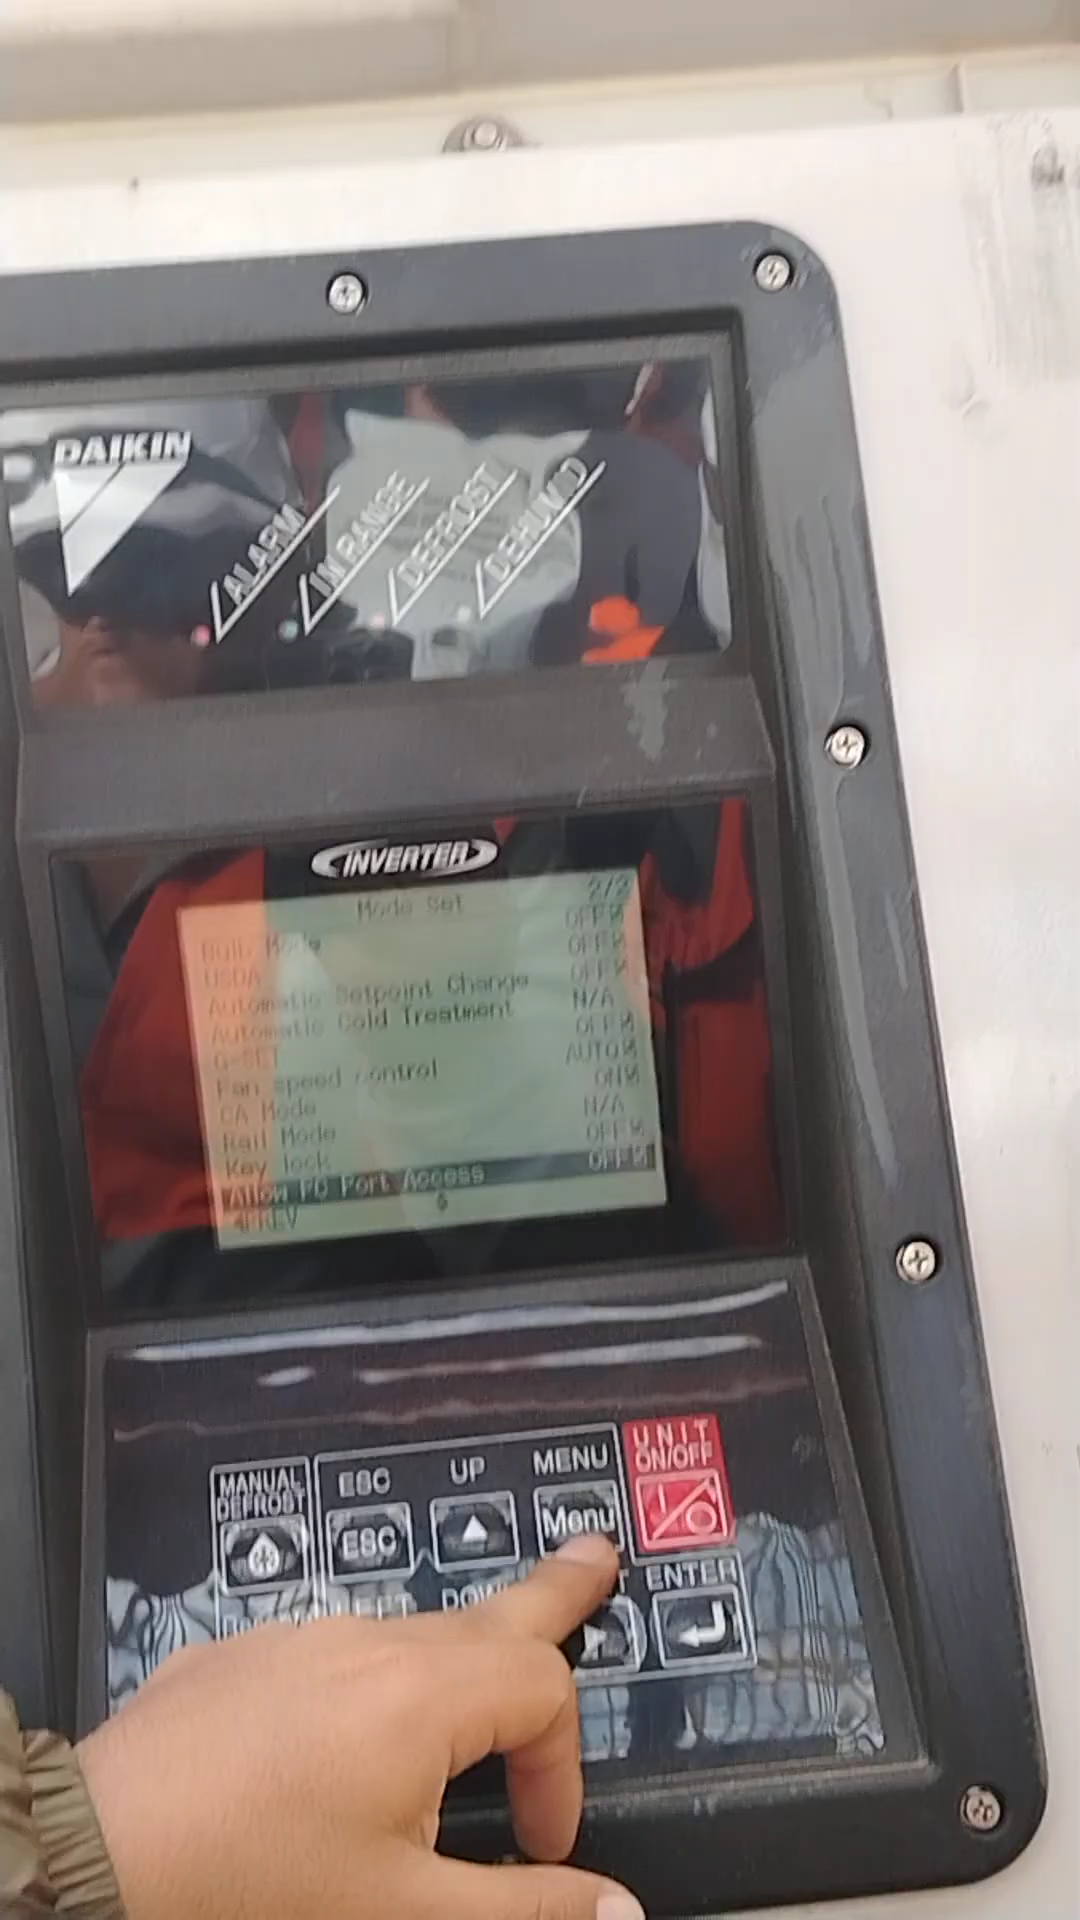 DAIKIN
ALARM
IN RANGE
DEFROST
DEHUMID
INVERTER
Mode Set 2/2
Bulb Mode OFF
USDA OFF
Automatic Setpoint Change OFF
Automatic Cold Treatment N/A
G-SET OFF
Fan speed control AUTO
CA Mode ON
Rail Mode N/A
Key lock OFF
Allow PC Port Access OFF
◀PREV
MANUAL DEFROST
ESC
UP
MENU
UNIT ON/OFF
ESC
Menu
LEFT
ENTER